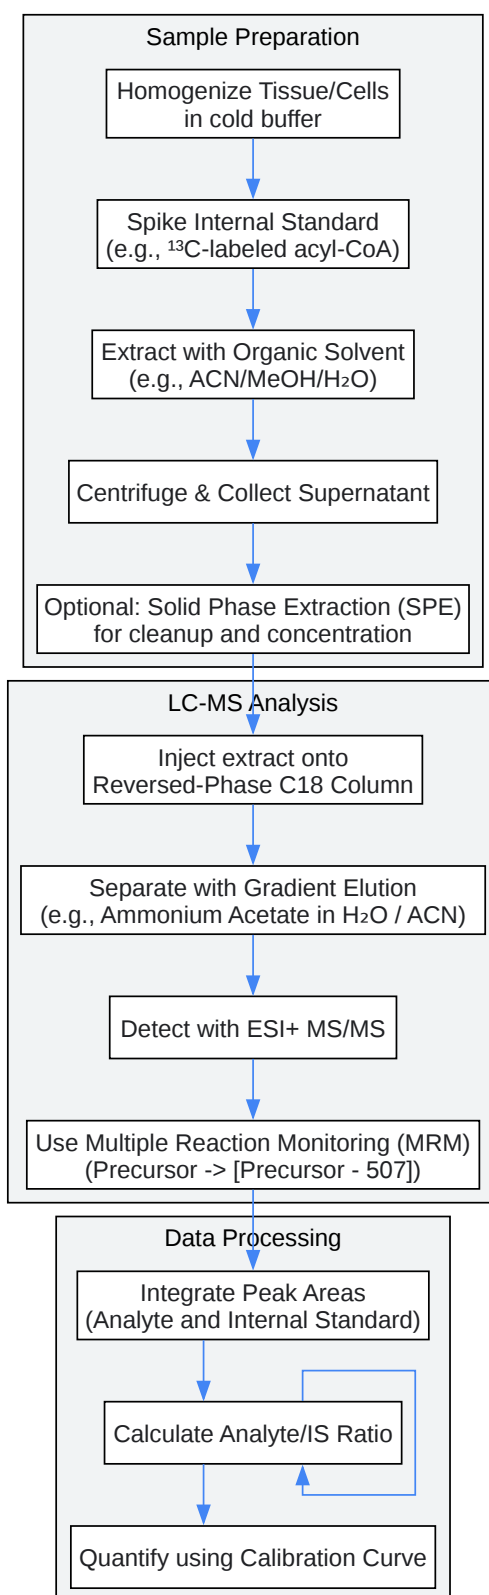 Sample Preparation
Homogenize Tissue/Cells
in cold buffer
Spike Internal Standard
(e.g., ¹³C-labeled acyl-CoA)
Extract with Organic Solvent
(e.g., ACN/MeOH/H₂O)
Centrifuge & Collect Supernatant
Optional: Solid Phase Extraction (SPE)
for cleanup and concentration
LC-MS Analysis
Inject extract onto
Reversed-Phase C18 Column
Separate with Gradient Elution
(e.g., Ammonium Acetate in H₂O / ACN)
Detect with ESI+ MS/MS
Use Multiple Reaction Monitoring (MRM)
(Precursor -> [Precursor - 507])
Data Processing
Integrate Peak Areas
(Analyte and Internal Standard)
Calculate Analyte/IS Ratio
Quantify using Calibration Curve